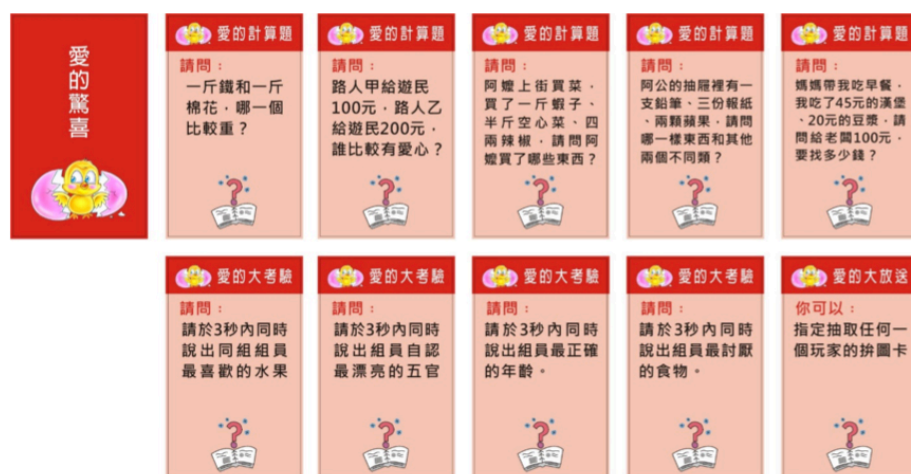 愛的驚喜
愛的計算題
請問：
一斤鐵和一斤
棉花，哪一個
比較重？
愛的計算題
請問：
路人甲給遊民
100元，路人乙
給遊民200元，
誰比較有愛心？
愛的計算題
請問：
阿嬤上街買菜，
買了一斤蝦子、
半斤空心菜、四
兩辣椒，請問阿
嬤買了哪些東西？
愛的計算題
請問：
阿公的抽屜裡有一
支鉛筆、三份報紙
、兩顆蘋果，請問
哪一樣東西和其他
兩個不同類？
愛的計算題
請問：
媽媽帶我吃早餐，
我吃了45元的漢堡
、20元的豆漿，請
問給老闆100元，
要找多少錢？
愛的大考驗
請問：
請於3秒內同時
說出同組組員
最喜歡的水果
愛的大考驗
請問：
請於3秒內同時
說出組員自認
最漂亮的五官
愛的大考驗
請問：
請於3秒內同時
說出組員最正確
的年齡。
愛的大考驗
請問：
請於3秒內同時
說出組員最討厭
的食物。
愛的大放送
你可以：
指定抽取任何一
個玩家的拚圖卡